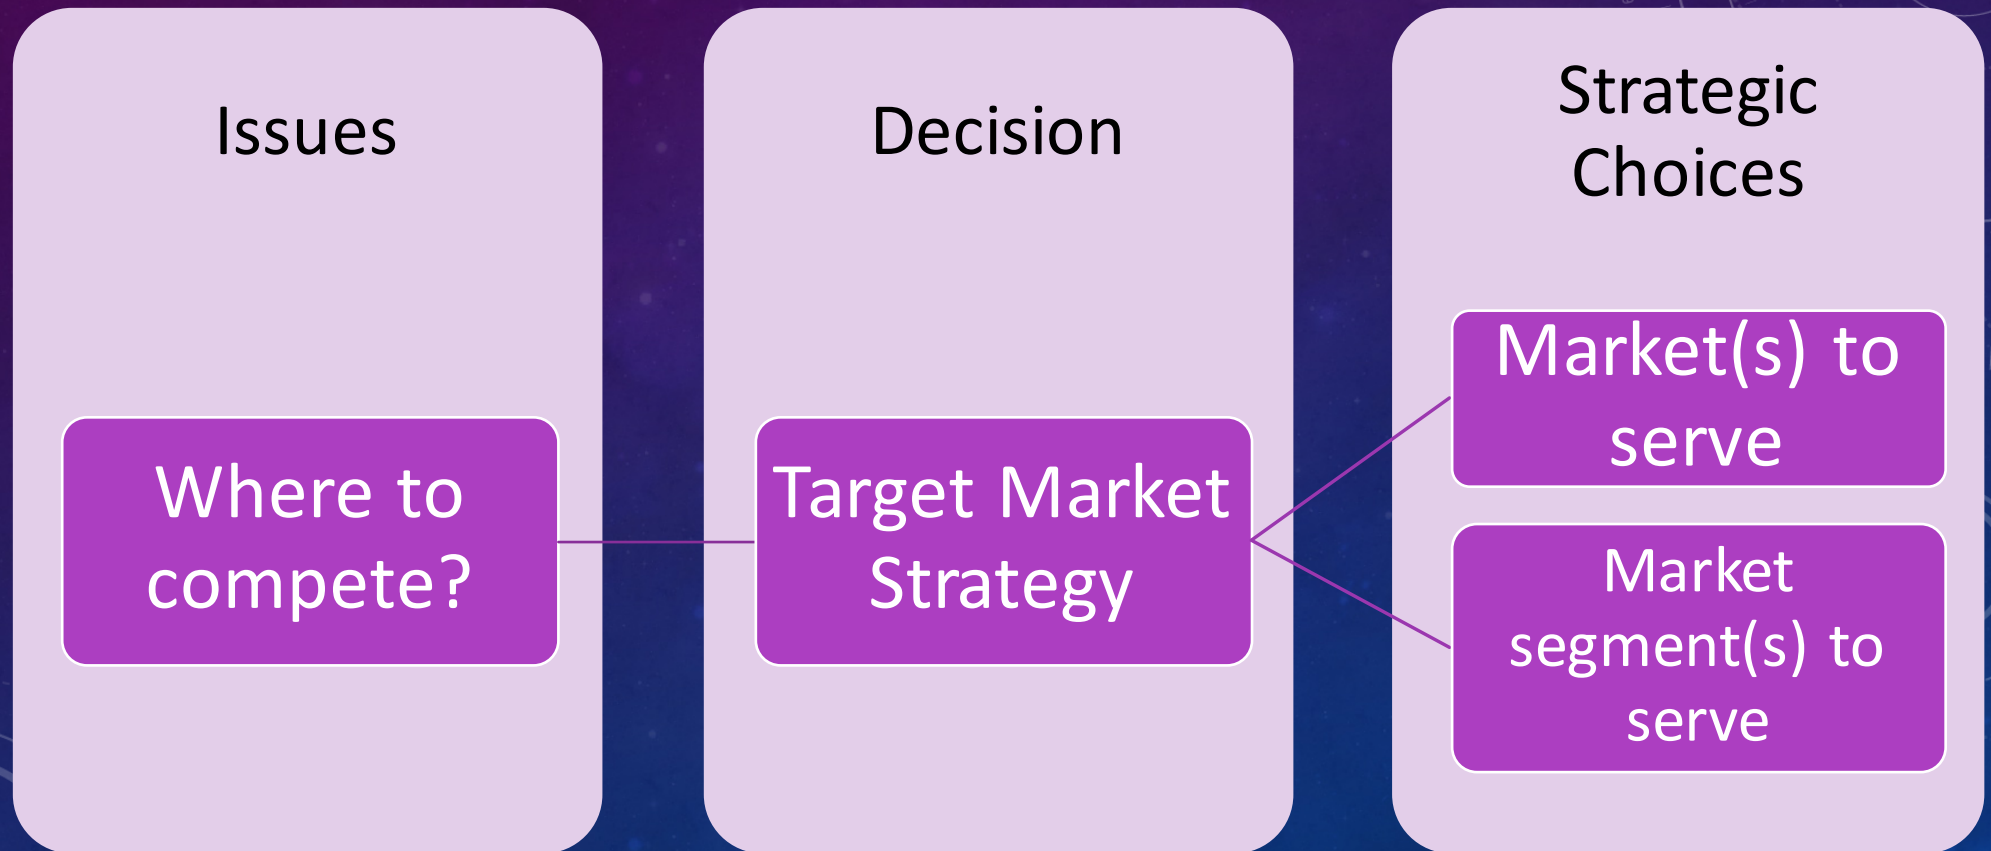 Issues
Where to
compete?
Decision
Target Market
Strategy
Strategic
Choices
Market(s) to
serve
Market
segment(s) to
serve